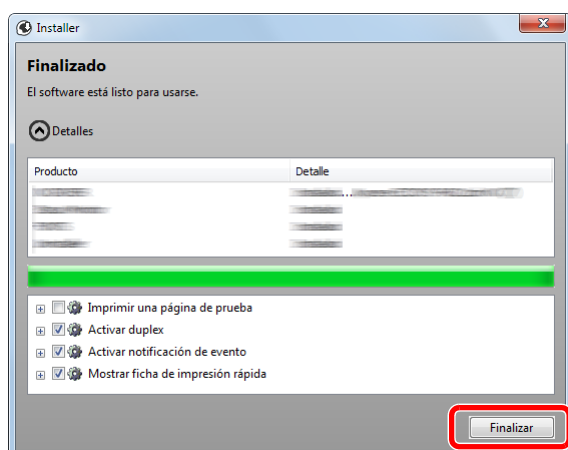 Installer
Finalizado
El software está listo para usarse.
Detalles
Producto Detalle
Imprimir una página de prueba
Activar duplex
Activar notificación de evento
Mostrar ficha de impresión rápida
Finalizar